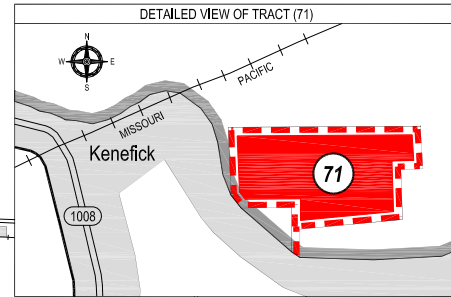 DETAILED VIEW OF TRACT (71)
N
W E
S
MISSOURI PACIFIC
Kenefick
71
1008